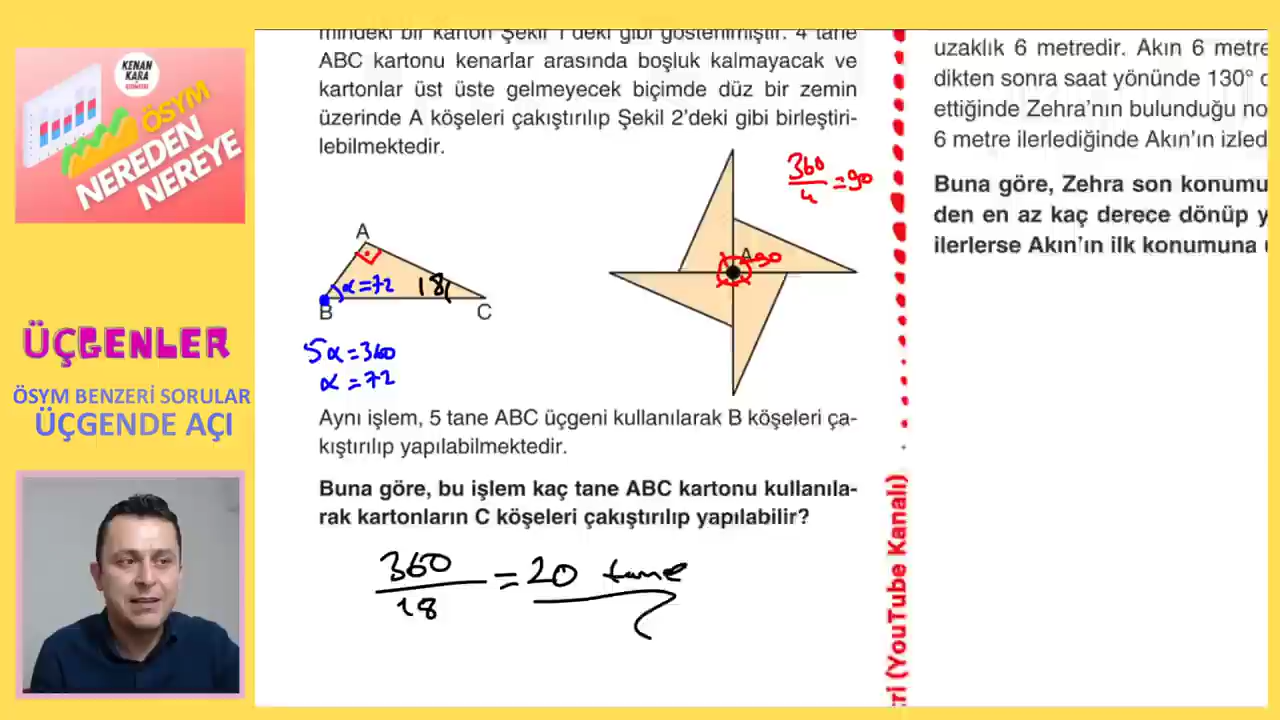 KENAN
KARA
ÖSYM
NEREDEN
NEREYE
ÜÇGENLER
ÖSYM BENZERİ SORULAR
ÜÇGENDE AÇI
mindeki bir karton Şekil 1'deki gibi gösterilmiştir. 4 tane
ABC kartonu kenarlar arasında boşluk kalmayacak ve
kartonlar üst üste gelmeyecek biçimde düz bir zemin
üzerinde A köşeleri çakıştırılıp Şekil 2'deki gibi birleştiri-
lebilmektedir.
360
4
=90
A
90
A
α=72
18
B
C
5α=360
α=72
Aynı işlem, 5 tane ABC üçgeni kullanılarak B köşeleri ça-
kıştırılıp yapılabilmektedir.
Buna göre, bu işlem kaç tane ABC kartonu kullanıla-
rak kartonların C köşeleri çakıştırılıp yapılabilir?
360
18
= 20 tane
ri (YouTube Kanalı)
uzaklık 6 metredir. Akın 6 metre
dikten sonra saat yönünde 130°
ettiğinde Zehra'nın bulunduğu no
6 metre ilerlediğinde Akın'ın izled
Buna göre, Zehra son konumu
den en az kaç derece dönüp y
ilerlerse Akın'ın ilk konumuna